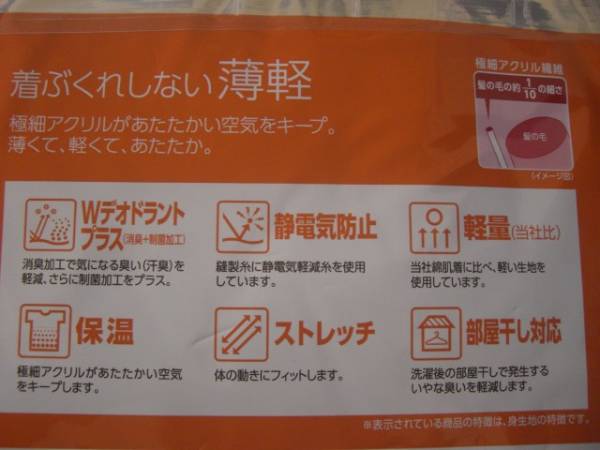 着ぶくれしない薄軽
極細アクリルがあたたかい空気をキープ。
薄くて、軽くて、あたたか。
極細アクリル繊維
髪の毛の約1/10の細さ
髪の毛
(イメージ図)
Wデオドラント
プラス(消臭+制菌加工)
消臭加工で気になる臭い(汗臭)を
軽減、さらに制菌加工をプラス。
静電気防止
縫製糸に静電気軽減糸を使用
しています。
軽量(当社比)
当社綿肌着に比べ、軽い生地を
使用しています。
保温
極細アクリルがあたたかい空気
をキープします。
ストレッチ
体の動きにフィットします。
部屋干し対応
洗濯後の部屋干しで発生する
いやな臭いを軽減します。
※表示されている商品の特徴は、身生地の特徴です。